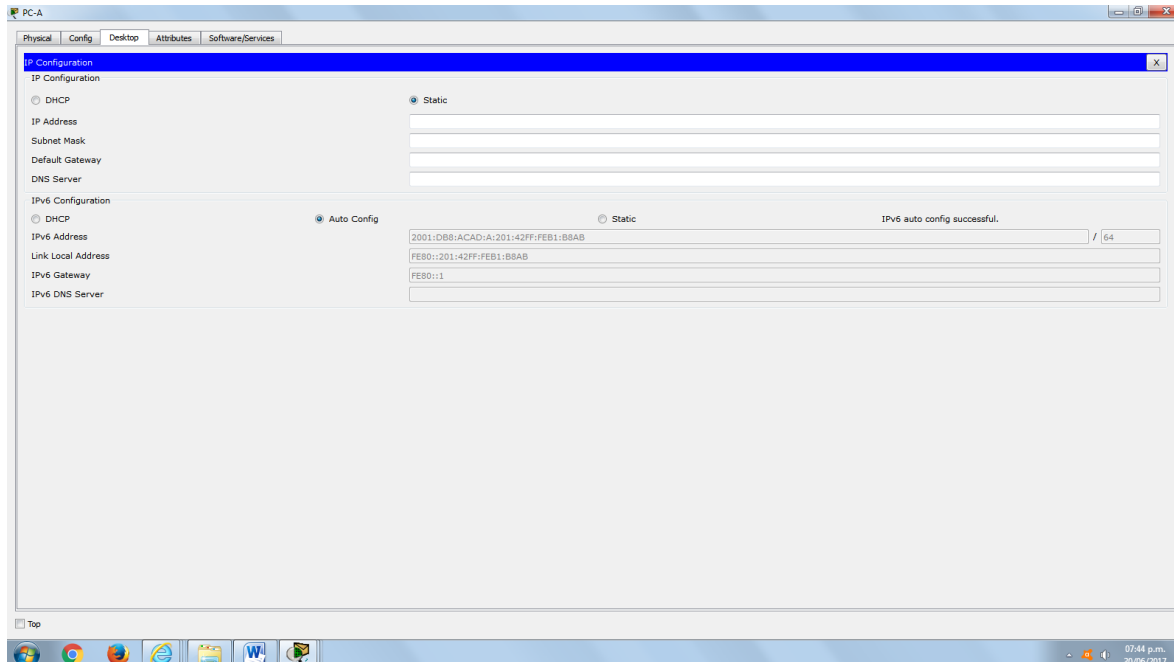 PC-A
Physical Config Desktop Attributes Software/Services
IP Configuration X
IP Configuration
DHCP Static
IP Address
Subnet Mask
Default Gateway
DNS Server
IPv6 Configuration
DHCP Auto Config Static IPv6 auto config successful.
IPv6 Address 2001:DB8:ACAD:A:201:42FF:FEB1:B8AB / 64
Link Local Address FE80::201:42FF:FEB1:B8AB
IPv6 Gateway FE80::1
IPv6 DNS Server
Top
07:44 p.m.
20/06/2017